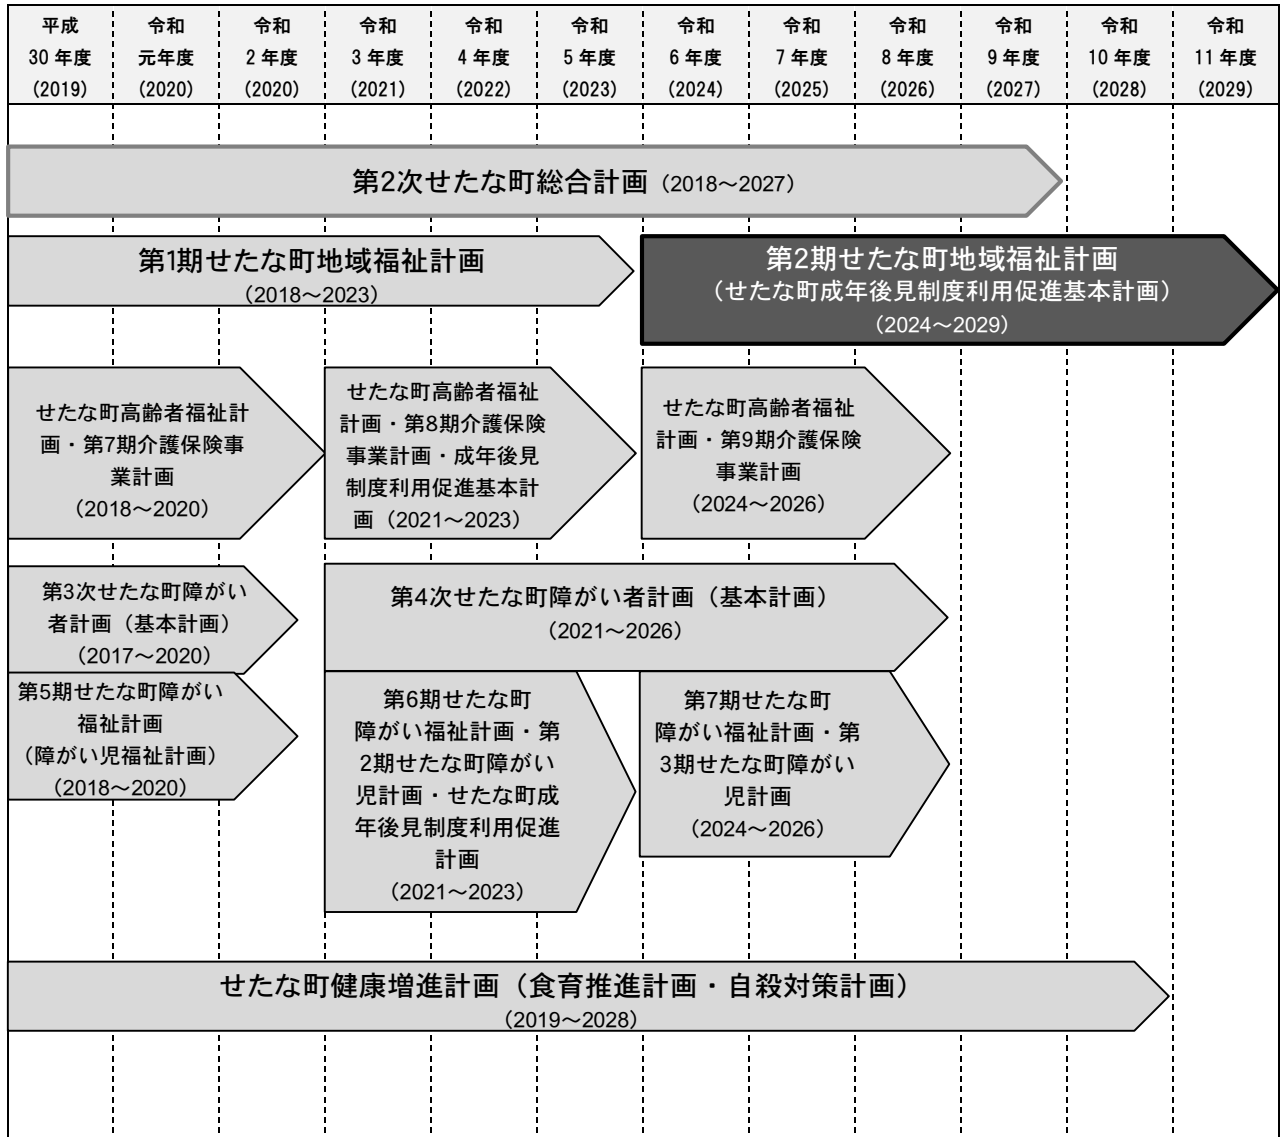 平成 令和 令和 令和 令和 令和 令和 令和 令和 令和 令和 令和
30 年度 元年度 2 年度 3 年度 4 年度 5 年度 6 年度 7 年度 8 年度 9 年度 10 年度 11 年度
(2019) (2020) (2020) (2021) (2022) (2023) (2024) (2025) (2026) (2027) (2028) (2029)
第2次せたな町総合計画（2018～2027）
第1期せたな町地域福祉計画
（2018～2023）
第2期せたな町地域福祉計画
（せたな町成年後見制度利用促進基本計画）
（2024～2029）
せたな町高齢者福祉計
画・第7期介護保険事
業計画
（2018～2020）
せたな町高齢者福祉
計画・第8期介護保険
事業計画・成年後見
制度利用促進基本計
画（2021～2023）
せたな町高齢者福祉
計画・第9期介護保険
事業計画
（2024～2026）
第3次せたな町障がい
者計画（基本計画）
（2017～2020）
第4次せたな町障がい者計画（基本計画）
（2021～2026）
第5期せたな町障がい
福祉計画
(障がい児福祉計画）
（2018～2020）
第6期せたな町
障がい福祉計画・第
2期せたな町障がい
児計画・せたな町成
年後見制度利用促進
計画
（2021～2023）
第7期せたな町
障がい福祉計画・第
3期せたな町障がい
児計画
（2024～2026）
せたな町健康増進計画（食育推進計画・自殺対策計画）
（2019～2028）